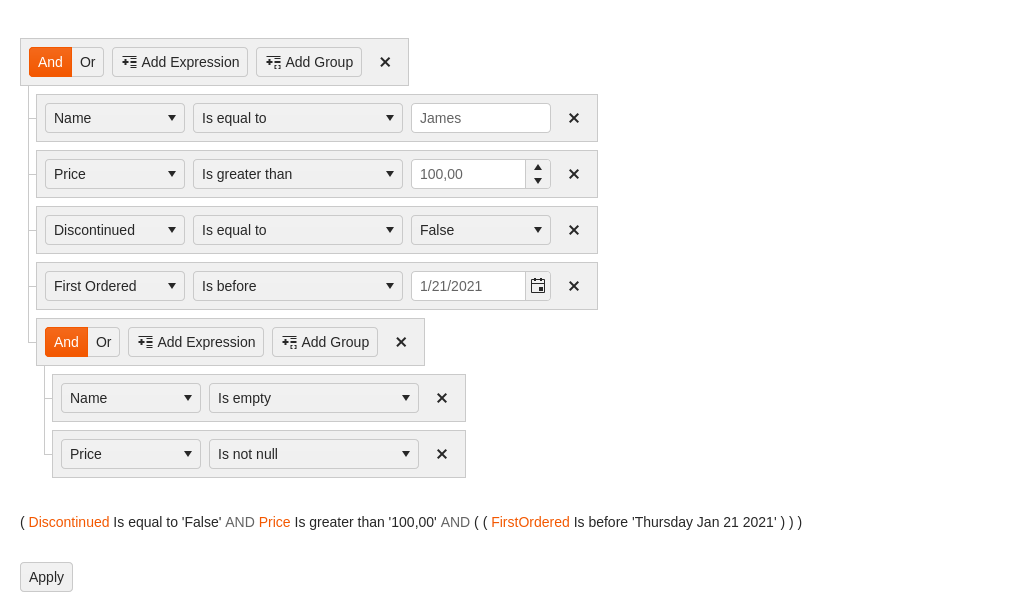 And Or Add Expression Add Group
Name Is equal to James
Price Is greater than 100,00
Discontinued Is equal to False
First Ordered Is before 1/21/2021
And Or Add Expression Add Group
Name Is empty
Price Is not null
( Discontinued Is equal to 'False' AND Price Is greater than '100,00' AND ( ( FirstOrdered Is before 'Thursday Jan 21 2021' ) ) )
Apply